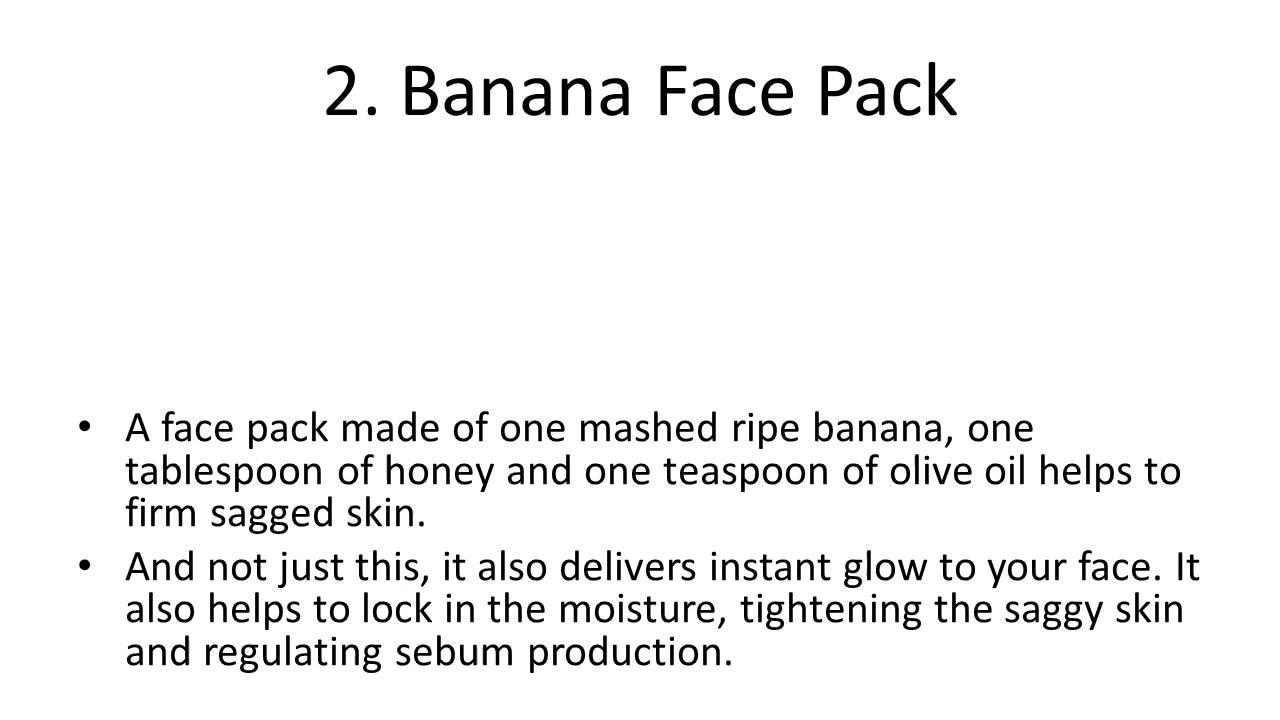 2. Banana Face Pack
• A face pack made of one mashed ripe banana, one
tablespoon of honey and one teaspoon of olive oil helps to
firm sagged skin.
• And not just this, it also delivers instant glow to your face. It
also helps to lock in the moisture, tightening the saggy skin
and regulating sebum production.